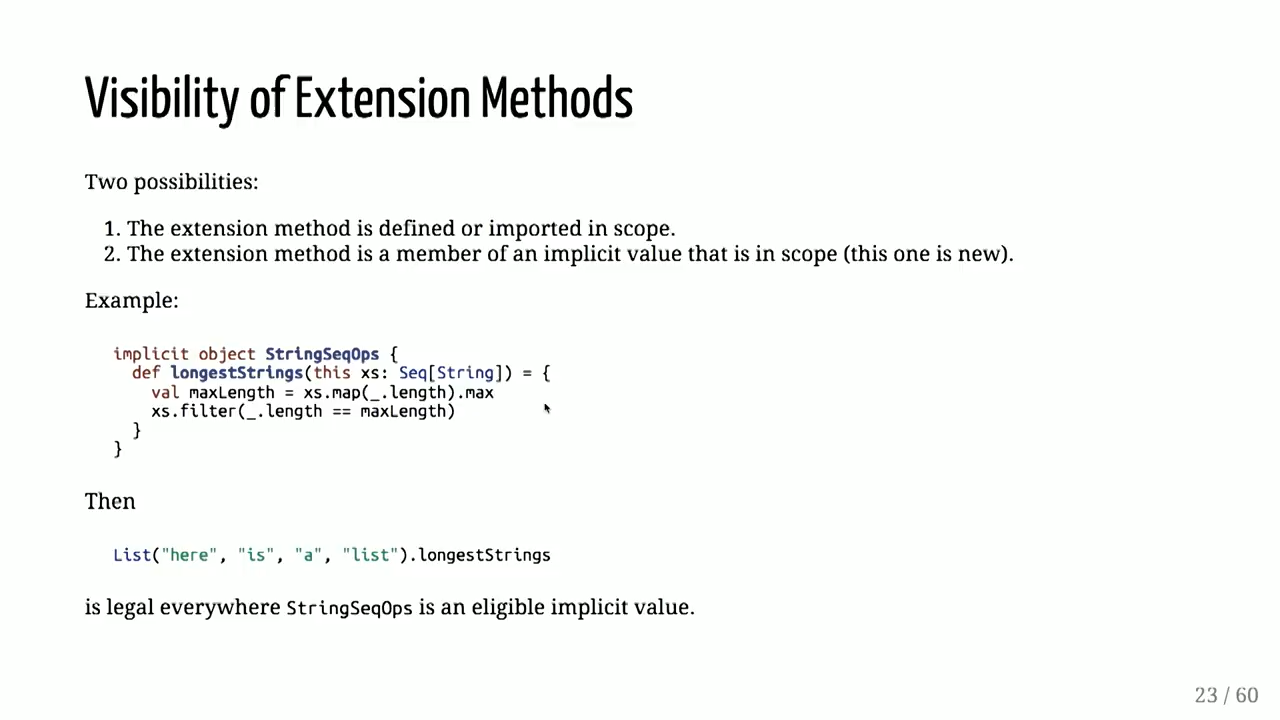 Visibility of Extension Methods
Two possibilities:
1. The extension method is defined or imported in scope.
2. The extension method is a member of an implicit value that is in scope (this one is new).
Example:
implicit object StringSeqOps {
def longestStrings(this xs: Seq[String]) = {
val maxLength = xs.map(_.length).max
xs.filter(_.length == maxLength)
}
}
Then
List("here", "is", "a", "list").longestStrings
is legal everywhere StringSeqOps is an eligible implicit value.
23 / 60